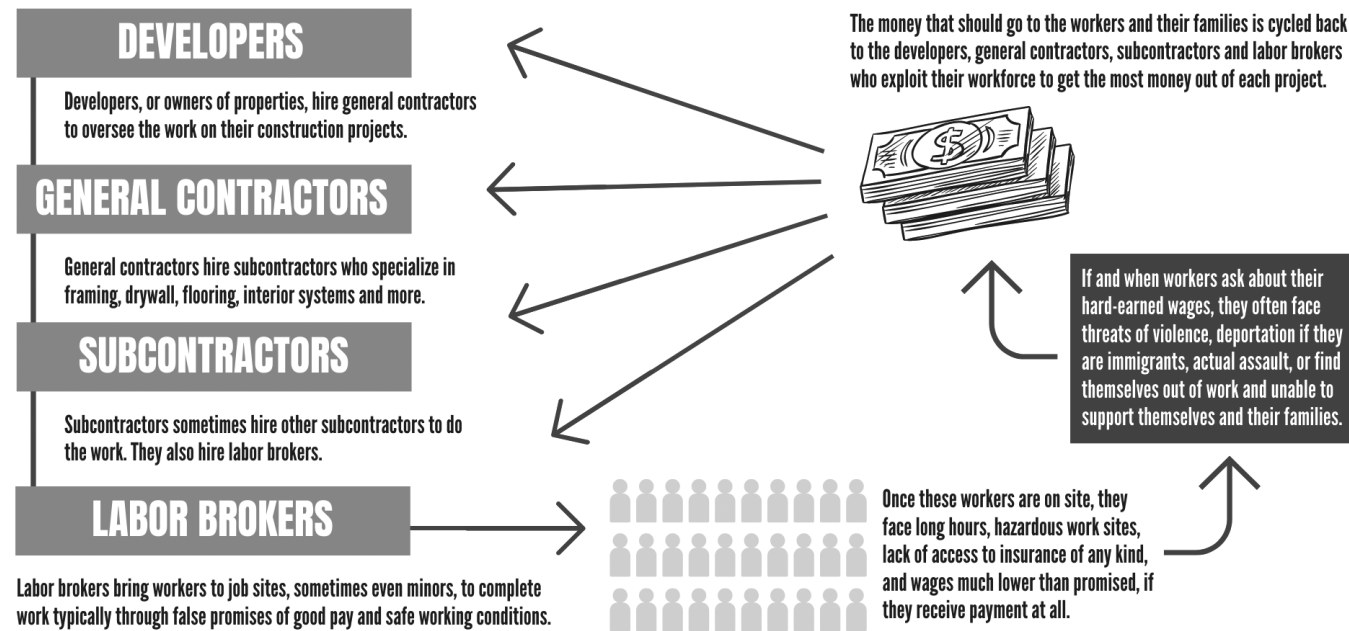 DEVELOPERS
Developers, or owners of properties, hire general contractors
to oversee the work on their construction projects.
GENERAL CONTRACTORS
General contractors hire subcontractors who specialize in
framing, drywall, flooring, interior systems and more.
SUBCONTRACTORS
Subcontractors sometimes hire other subcontractors to do
the work. They also hire labor brokers.
LABOR BROKERS
Labor brokers bring workers to job sites, sometimes even minors, to complete
work typically through false promises of good pay and safe working conditions.
Once these workers are on site, they
face long hours, hazardous work sites,
lack of access to insurance of any kind,
and wages much lower than promised, if
they receive payment at all.
If and when workers ask about their
hard-earned wages, they often face
threats of violence, deportation if they
are immigrants, actual assault, or find
themselves out of work and unable to
support themselves and their families.
The money that should go to the workers and their families is cycled back
to the developers, general contractors, subcontractors and labor brokers
who exploit their workforce to get the most money out of each project.
$